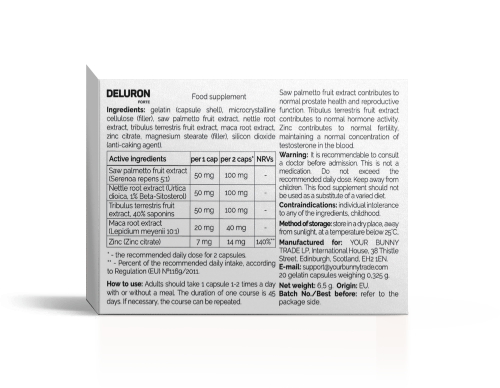 DELURON
FORTE
Food supplement
Ingredients: gelatin (capsule shell), microcrystalline
cellulose (filler), saw palmetto fruit extract, nettle root
extract, tribulus terrestris fruit extract, maca root extract,
zinc citrate, magnesium stearate (filler), silicon dioxide
(anti-caking agent).
Active ingredients per 1 cap per 2 caps* NRVs
Saw palmetto fruit extract
(Serenoa repens 5:1) 50 mg 100 mg -
Nettle root extract (Urtica
dioica, 1% Beta-Sitosterol) 50 mg 100 mg -
Tribulus terrestris fruit
extract, 40% saponins 50 mg 100 mg -
Maca root extract
(Lepidium meyenii 10:1) 20 mg 40 mg -
Zinc (Zinc citrate) 7 mg 14 mg 140%**
* - the recommended daily dose for 2 capsules.
** - Percent of the recommended daily intake, according
to Regulation (EU) №1169/2011.
How to use: Adults should take 1 capsule 1-2 times a day
with or without a meal. The duration of one course is 45
days. If necessary, the course can be repeated.
Saw palmetto fruit extract contributes to
normal prostate health and reproductive
function. Tribulus terrestris fruit extract
contributes to normal hormone activity.
Zinc contributes to normal fertility,
maintaining a normal concentration of
testosterone in the blood.
Warning: It is recommendable to consult
a doctor before admission. This is not a
medication. Do not exceed the
recommended daily dose. Keep away from
children. This food supplement should not
be used as a substitute of a varied diet.
Contraindications: individual intolerance
to any of the ingredients, childhood.
Method of storage: store in a dry place, away
from sunlight, at a temperature below 25°C.
Manufactured for: YOUR BUNNY
TRADE LP. International House, 38 Thistle
Street, Edinburgh, Scotland, EH2 1EN.
E-mail: support@yourbunnytrade.com
20 gelatin capsules weighing 0,325 g.
Net weight: 6,5 g. Origin: EU.
Batch No./Best before: refer to the
package side.